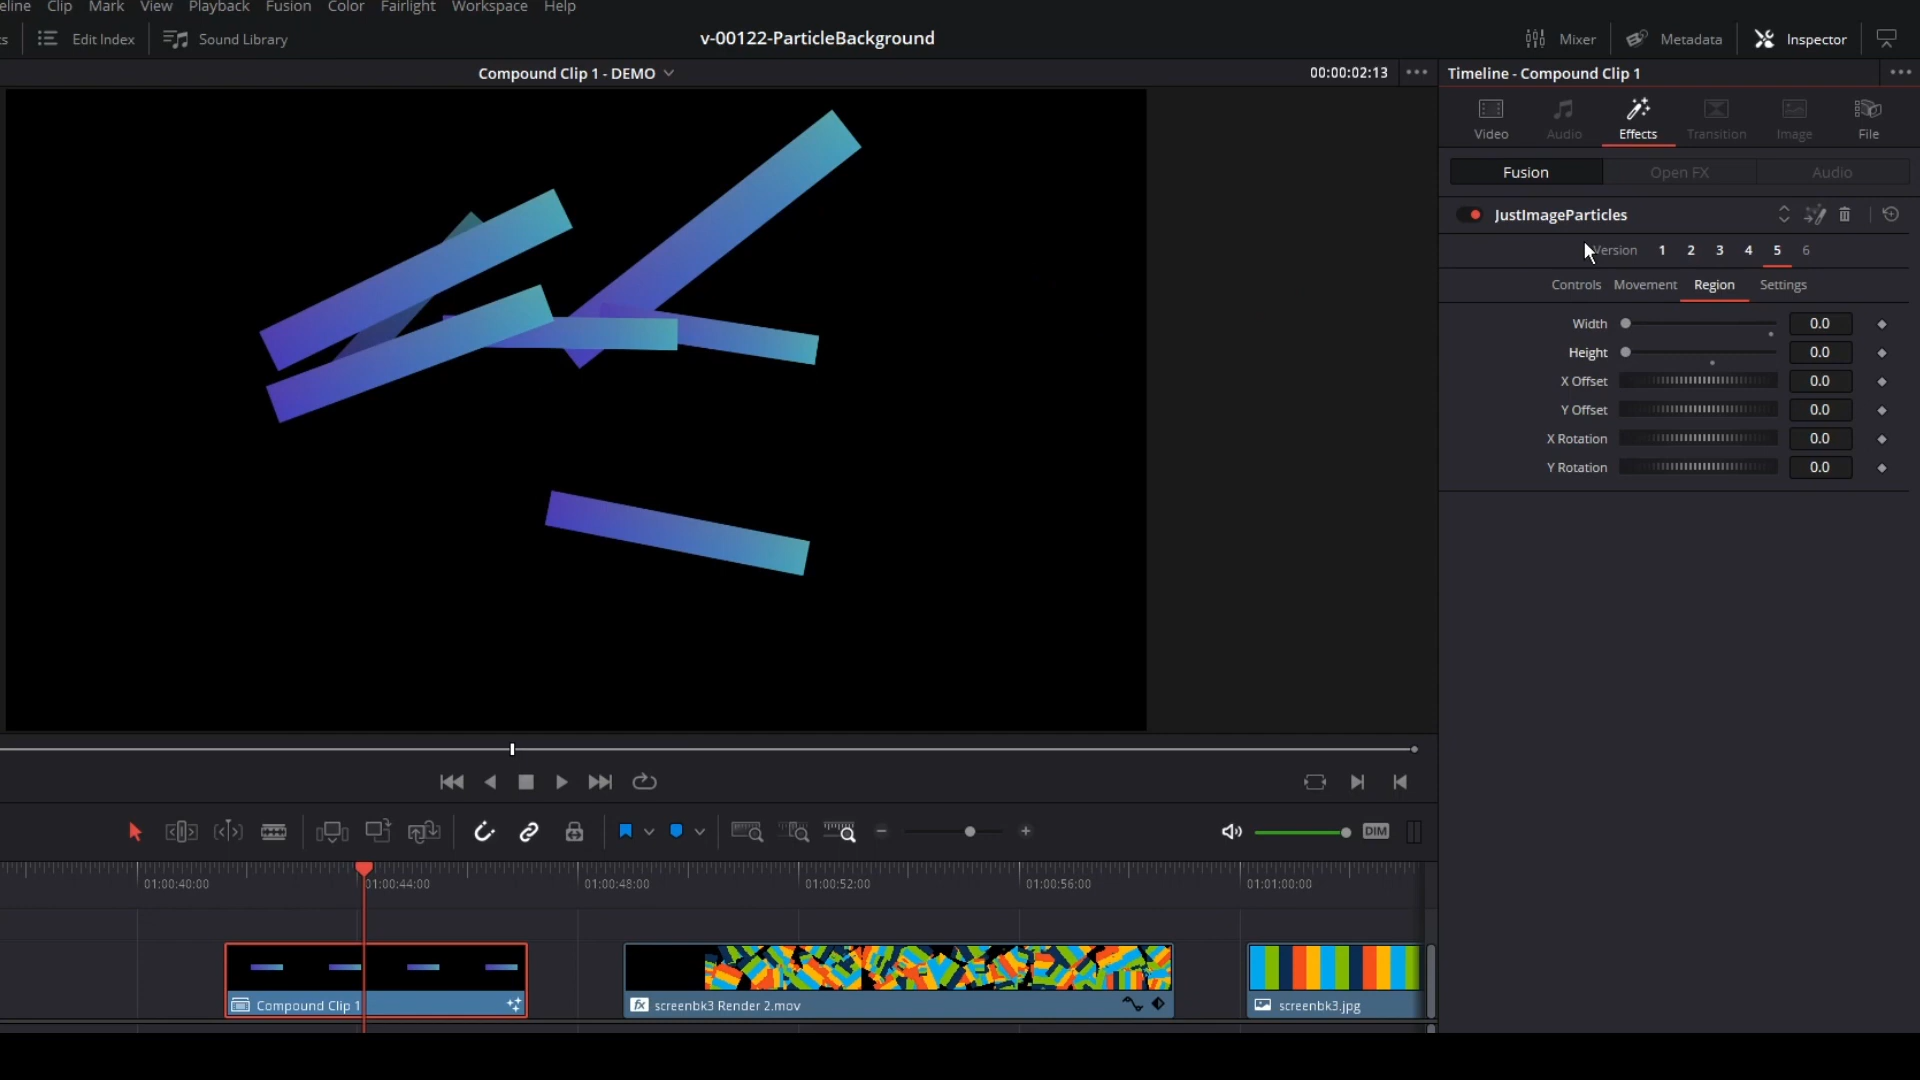 eline Clip Mark View Playback Fusion Color Fairlight Workspace Help
ts Edit Index Sound Library v-00122-ParticleBackground Mixer Metadata Inspector
Compound Clip 1 - DEMO 00:00:02:13 Timeline - Compound Clip 1
Video Audio Effects Transition Image File
Fusion Open FX Audio
JustImageParticles
Version 1 2 3 4 5 6
Controls Movement Region Settings
Width 0.0
Height 0.0
X Offset 0.0
Y Offset 0.0
X Rotation 0.0
Y Rotation 0.0
DIM
01:00:40:00 01:00:44:00 01:00:48:00 01:00:52:00 01:00:56:00 01:01:00:00
Compound Clip 1 fx screenbk3 Render 2.mov screenbk3.jpg